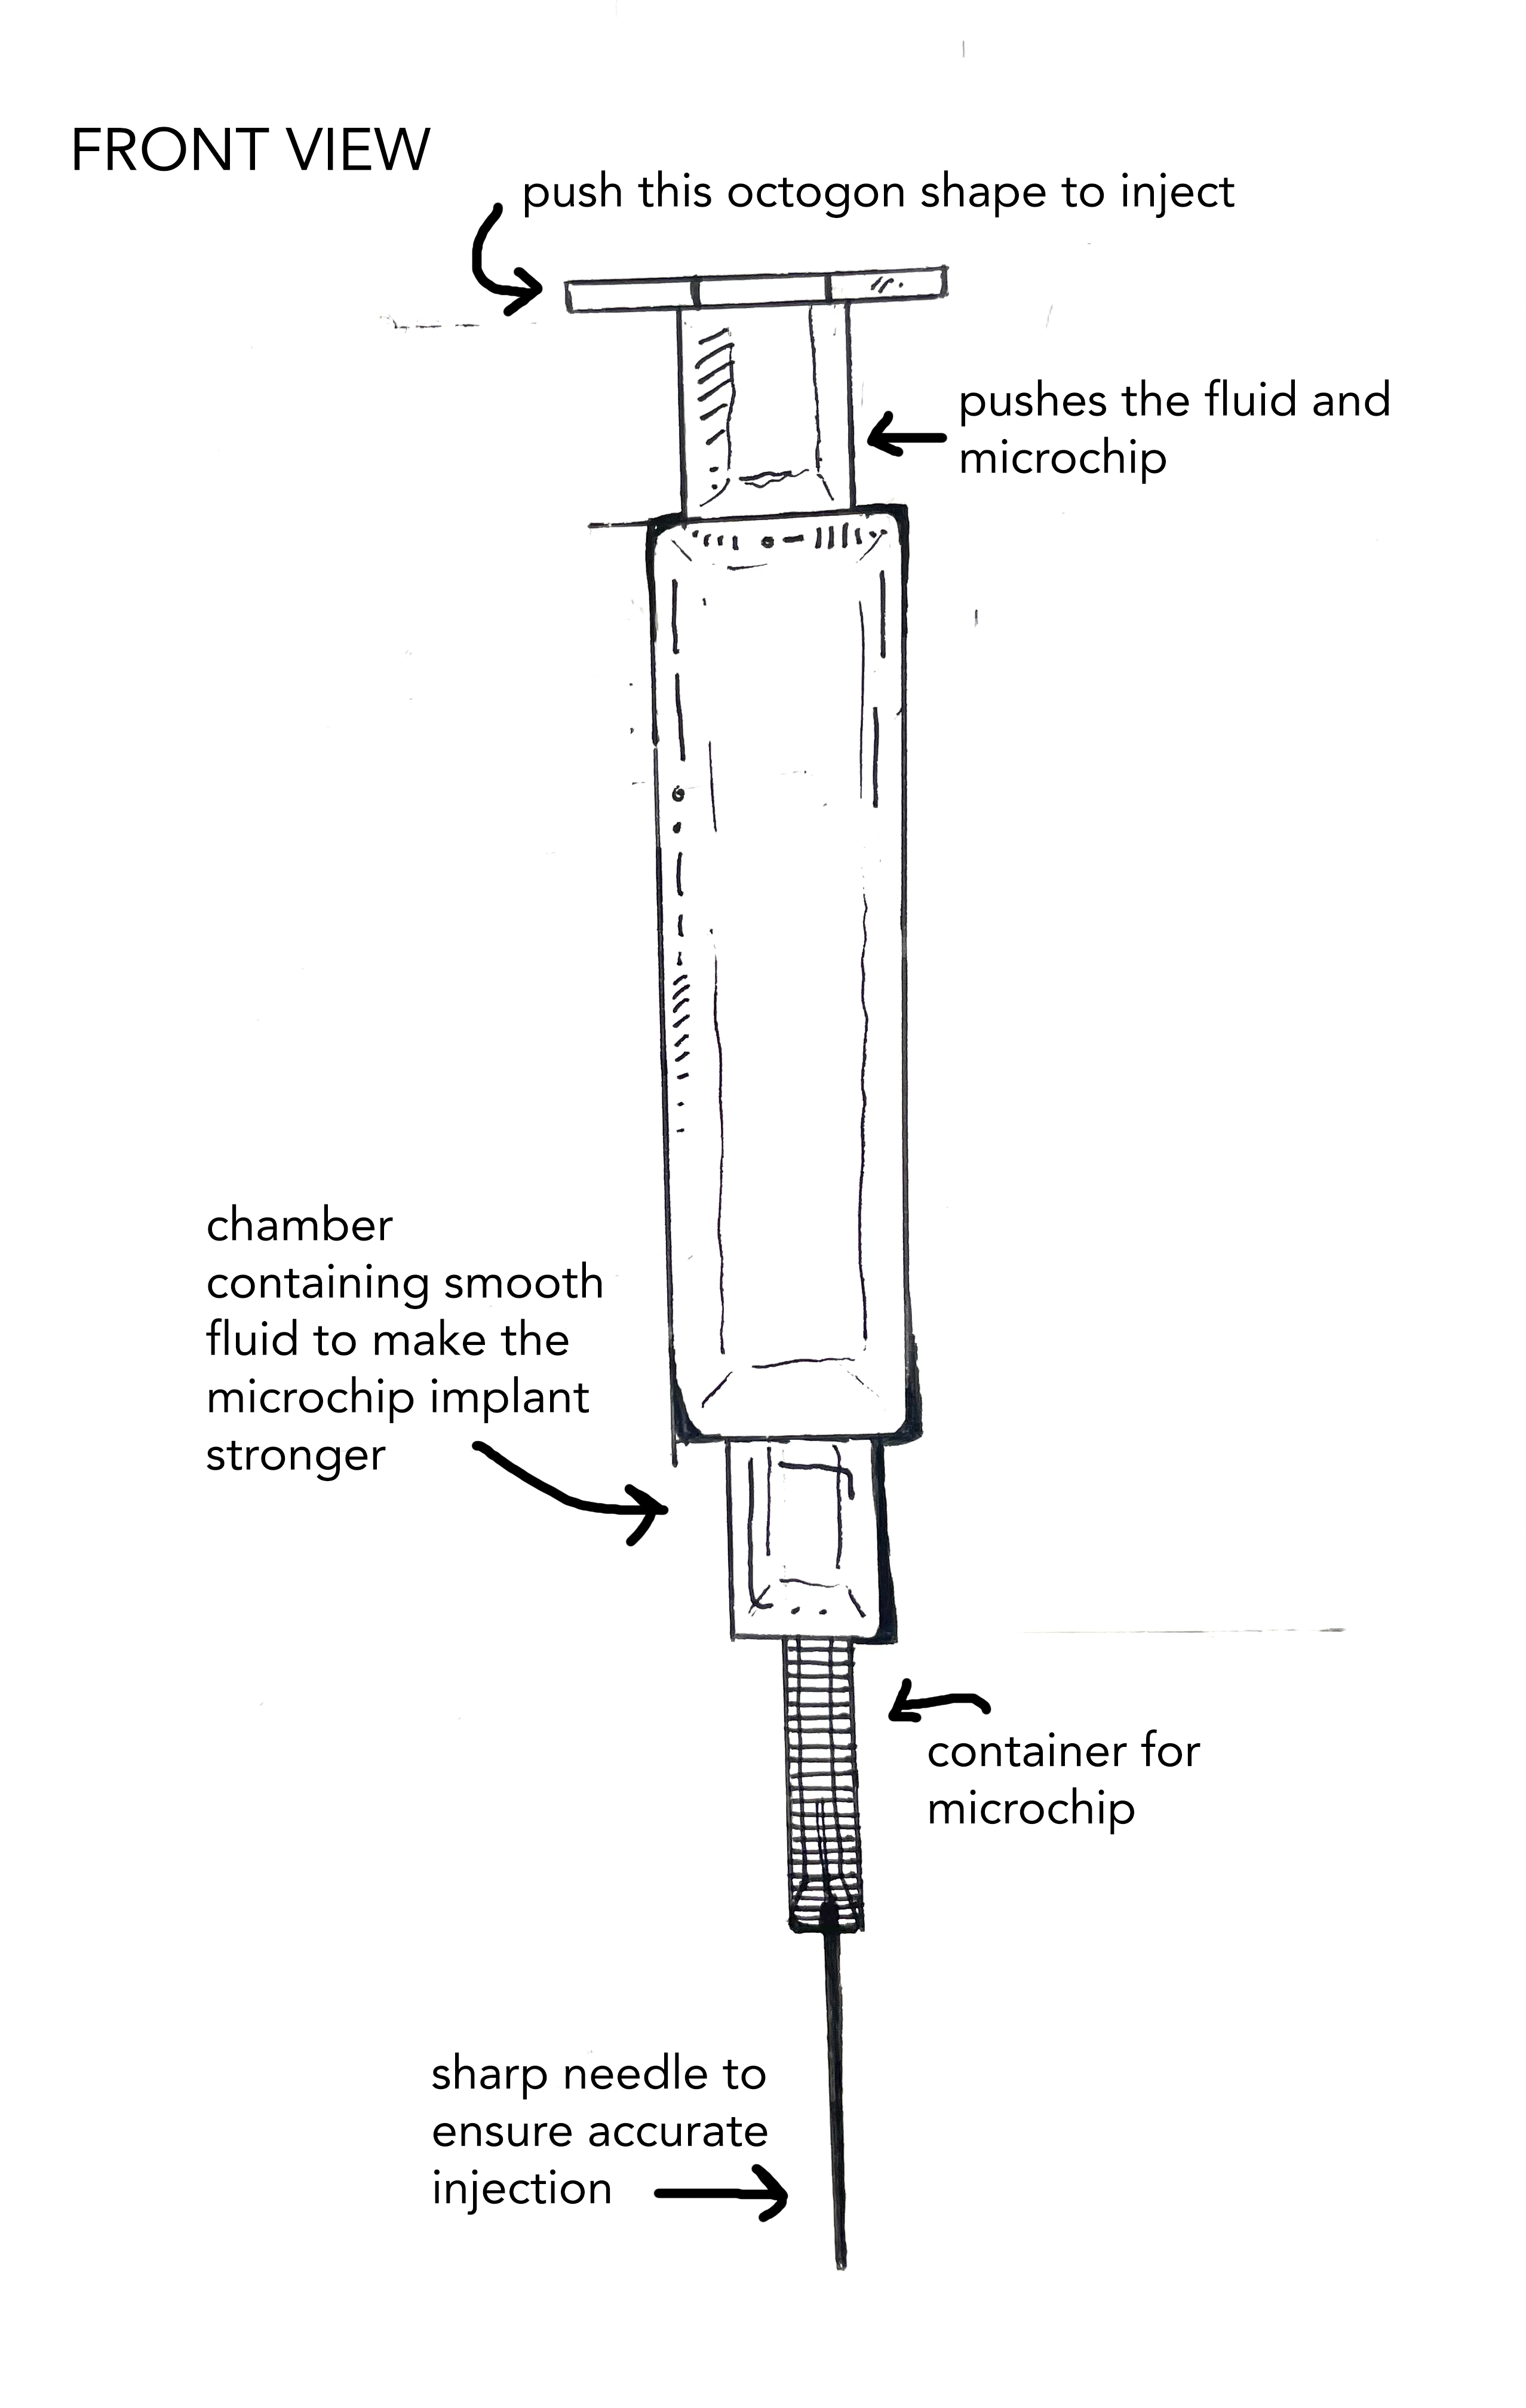 FRONT VIEW
push this octogon shape to inject
pushes the fluid and
microchip
chamber
containing smooth
fluid to make the
microchip implant
stronger
container for
microchip
sharp needle to
ensure accurate
injection